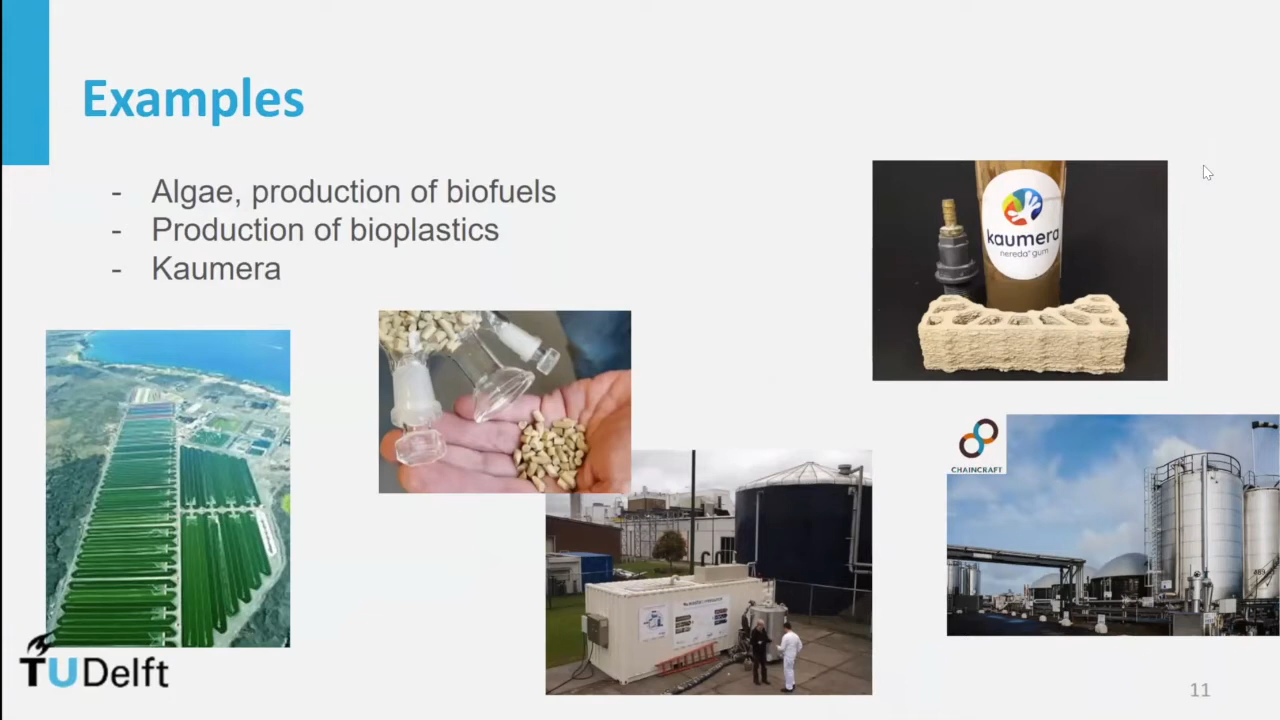 Examples
- Algae, production of biofuels
- Production of bioplastics
- Kaumera
kaumera
nereda® gum
CHAINCRAFT
TUDelft
11